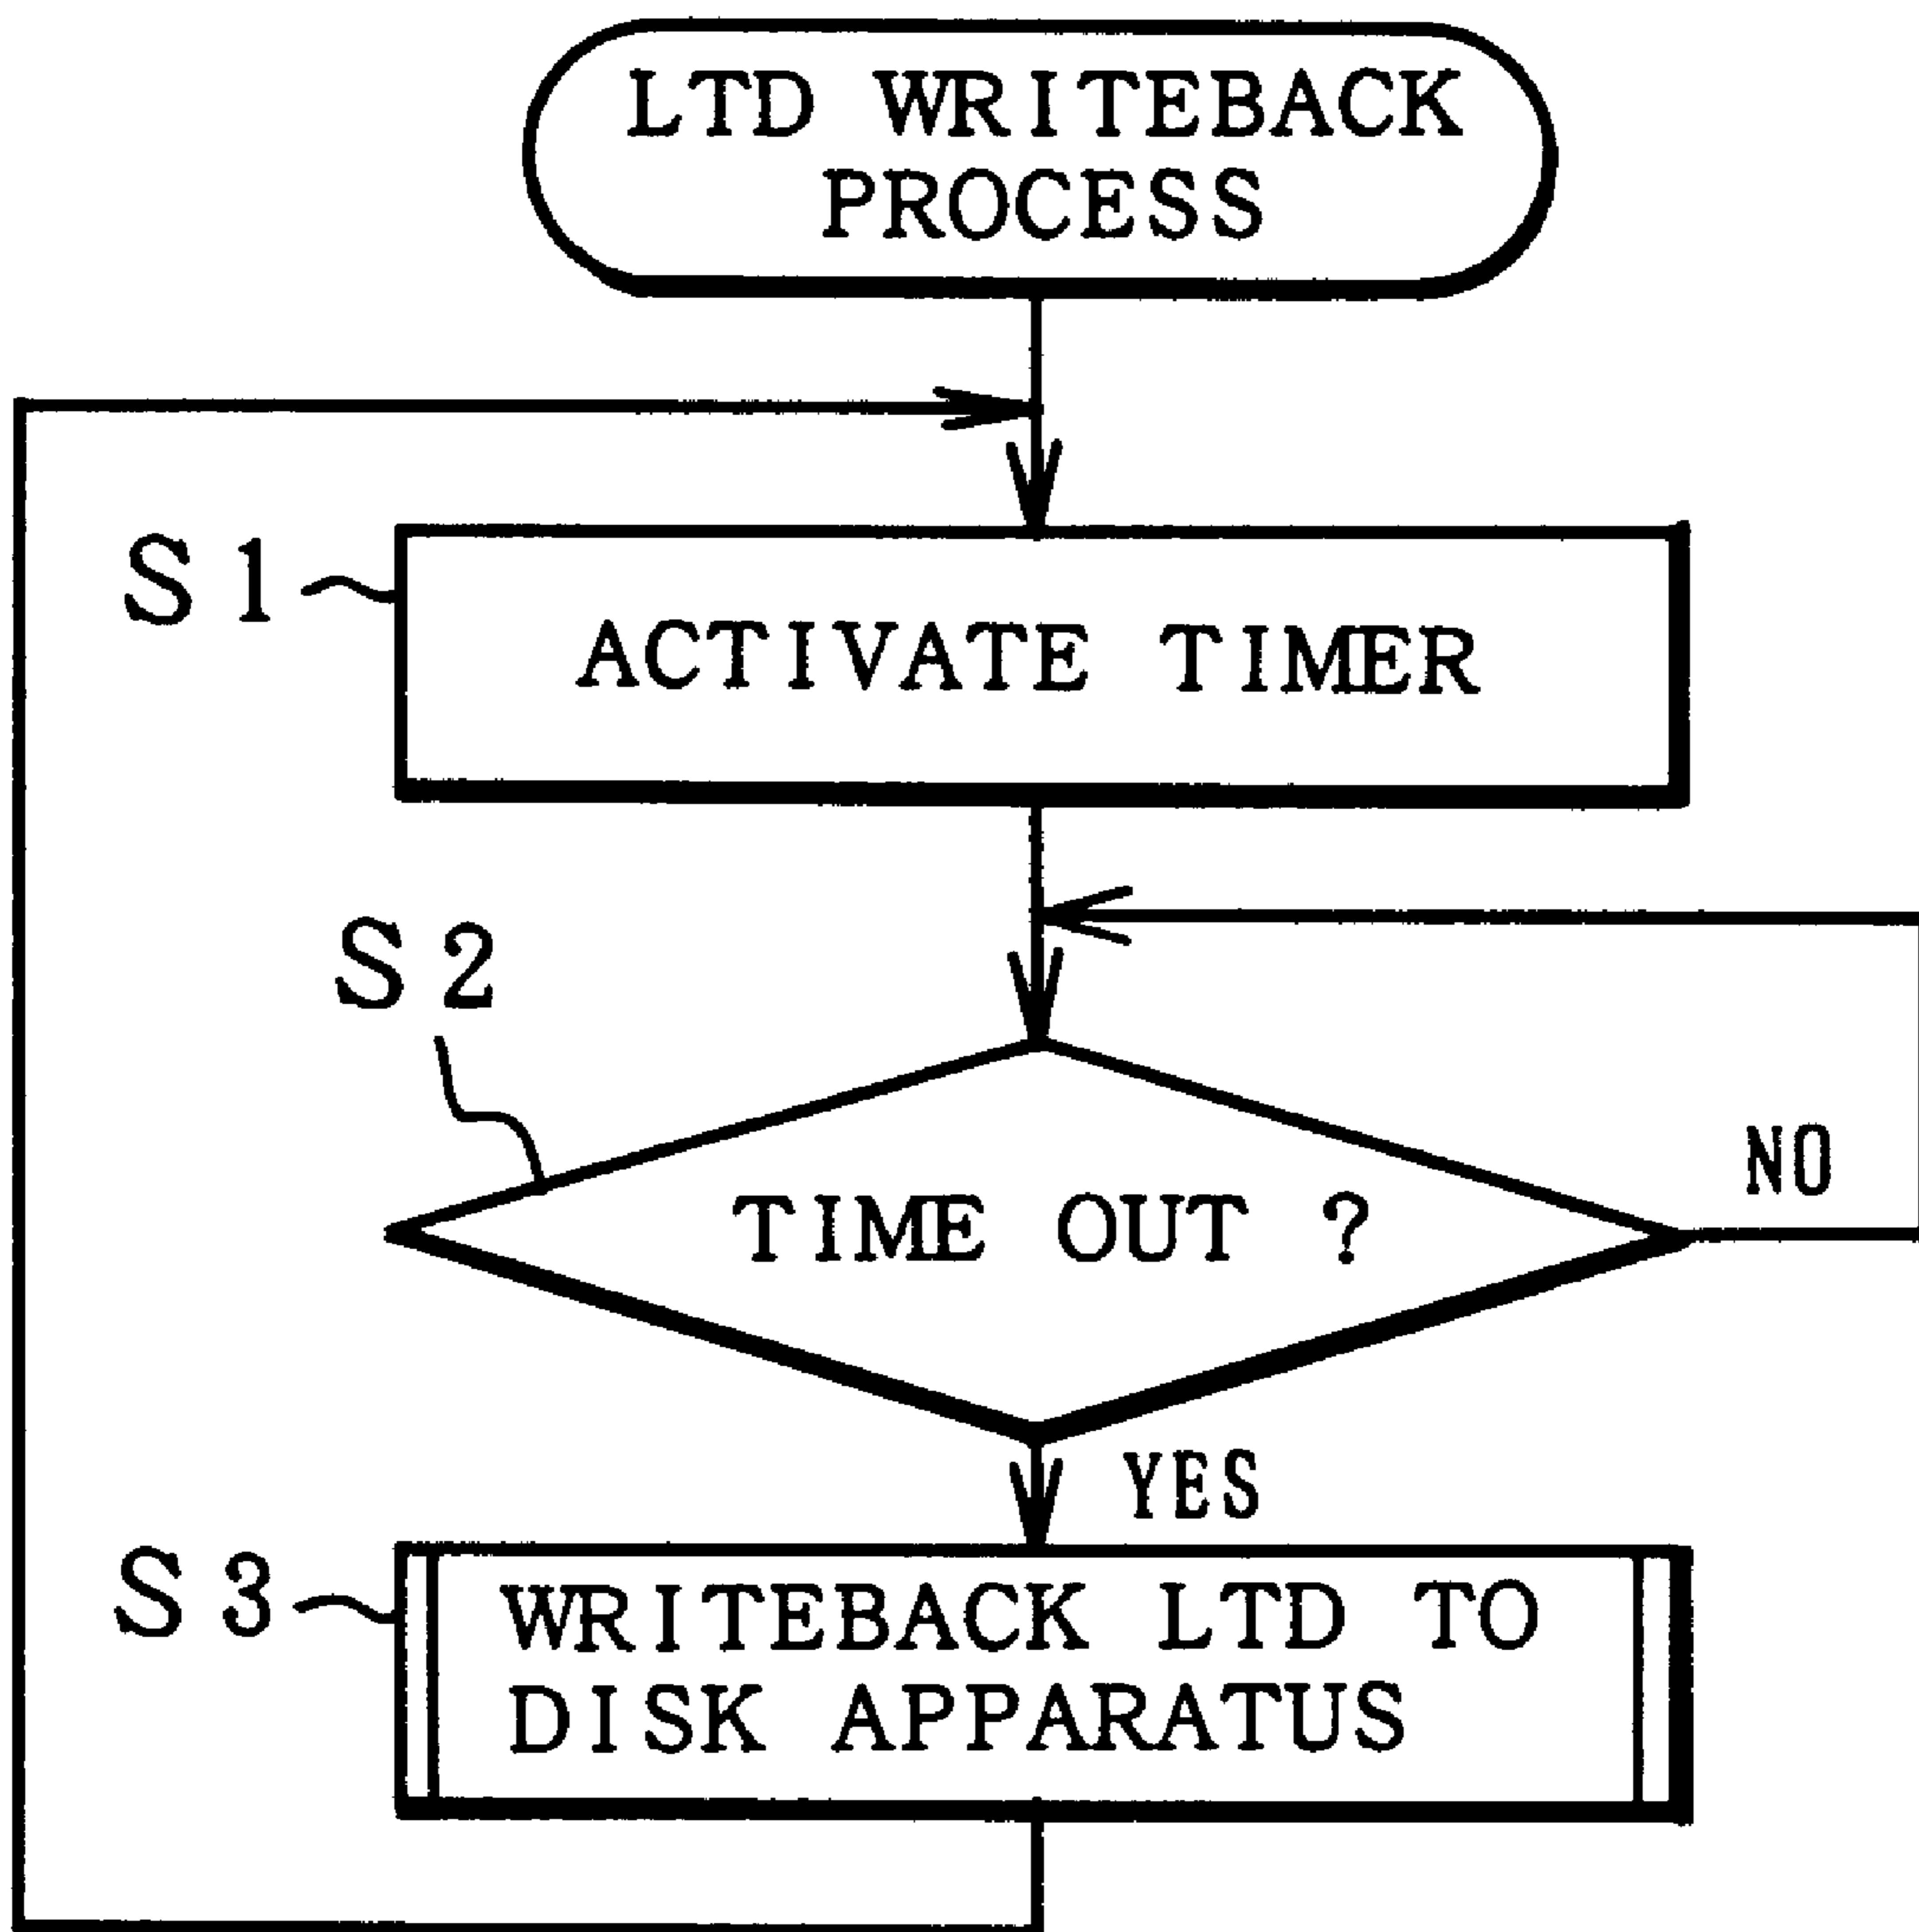 LTD WRITEBACK
PROCESS
S1
ACTIVATE TIMER
S2
TIME OUT ?
NO
YES
S3
WRITEBACK LTD TO
DISK APPARATUS